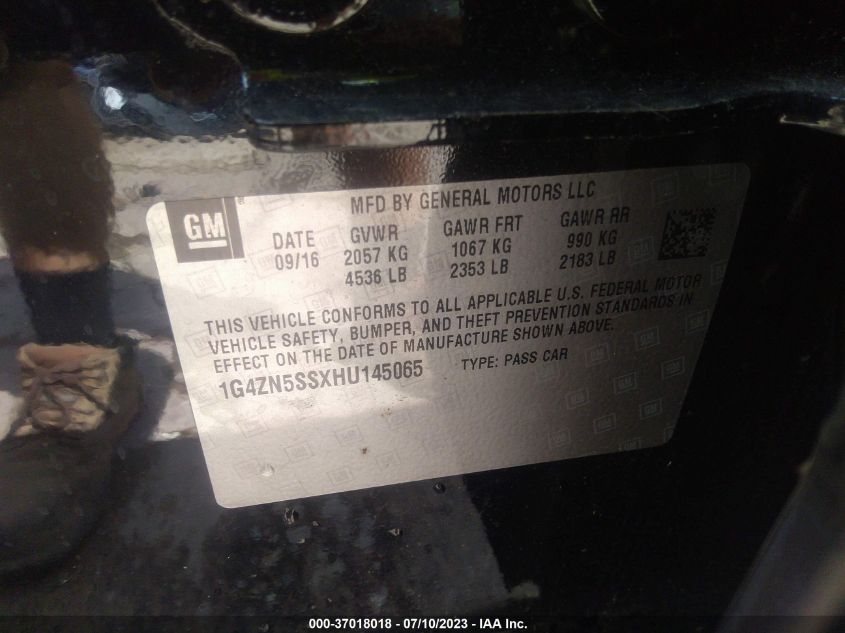 GM
MFD BY GENERAL MOTORS LLC
DATE GVWR GAWR FRT GAWR RR
09/16 2057 KG 1067 KG 990 KG
4536 LB 2353 LB 2183 LB
THIS VEHICLE CONFORMS TO ALL APPLICABLE U.S. FEDERAL MOTOR
VEHICLE SAFETY, BUMPER, AND THEFT PREVENTION STANDARDS IN
EFFECT ON THE DATE OF MANUFACTURE SHOWN ABOVE.
1G4ZN5SSXHU145065 TYPE: PASS CAR
000-37018018 - 07/10/2023 - IAA Inc.